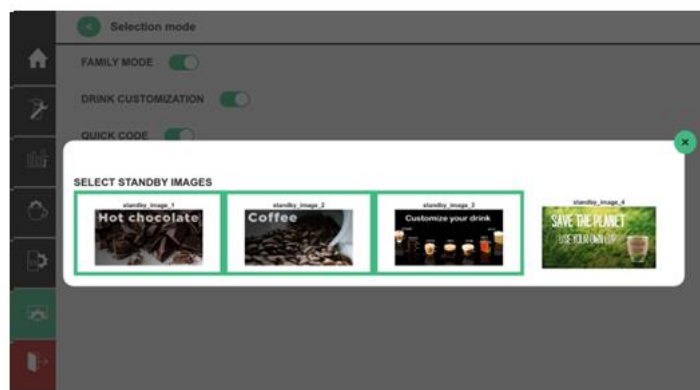 Selection mode
FAMILY MODE
DRINK CUSTOMIZATION
QUICK CODE
SELECT STANDBY IMAGES
standby_image_1
Hot chocolate
standby_image_2
Coffee
standby_image_3
Customize your drink
standby_image_4
SAVE THE PLANET
USE YOUR OWN CUP